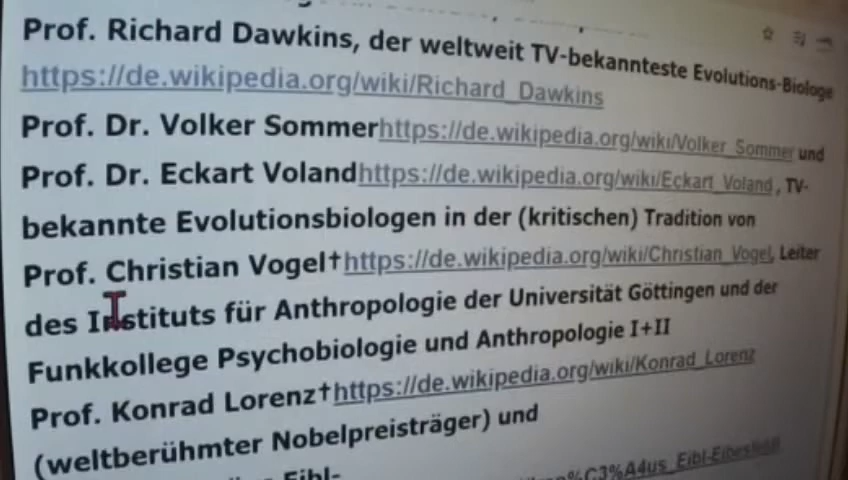 Prof. Richard Dawkins, der weltweit TV-bekannteste Evolutions-Biologe
https://de.wikipedia.org/wiki/Richard_Dawkins
Prof. Dr. Volker Sommerhttps://de.wikipedia.org/wiki/Volker_Sommer und
Prof. Dr. Eckart Volandhttps://de.wikipedia.org/wiki/Eckart_Voland , TV-
bekannte Evolutionsbiologen in der (kritischen) Tradition von
Prof. Christian Vogel†https://de.wikipedia.org/wiki/Christian_Vogel, Leiter
des Instituts für Anthropologie der Universität Göttingen und der
Funkkollege Psychobiologie und Anthropologie I+II
Prof. Konrad Lorenz†https://de.wikipedia.org/wiki/Konrad_Lorenz
(weltberühmter Nobelpreisträger) und
Eibl- %C3%A4us_Eibl-Eibesfeldt